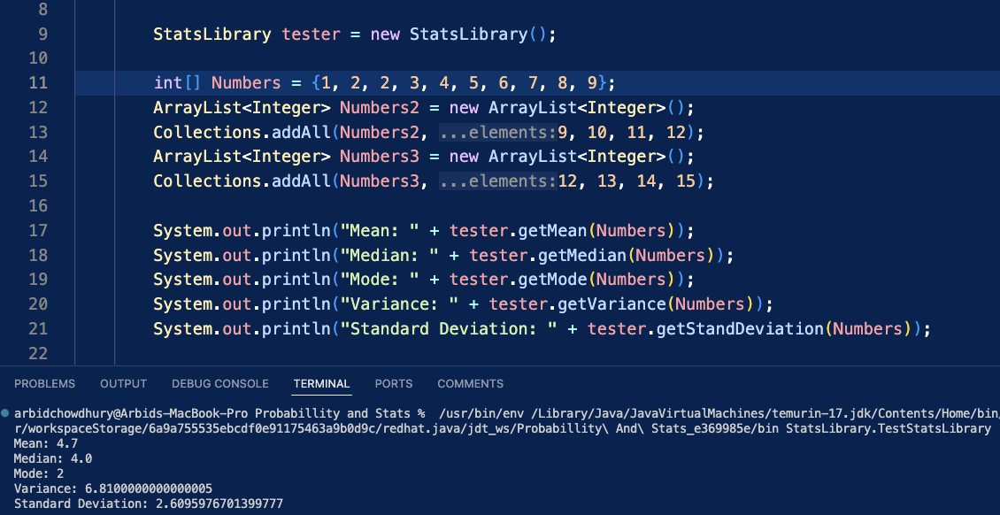 8
9 StatsLibrary tester = new StatsLibrary();
10
11 int[] Numbers = {1, 2, 2, 3, 4, 5, 6, 7, 8, 9};
12 ArrayList<Integer> Numbers2 = new ArrayList<Integer>();
13 Collections.addAll(Numbers2, ...elements:9, 10, 11, 12);
14 ArrayList<Integer> Numbers3 = new ArrayList<Integer>();
15 Collections.addAll(Numbers3, ...elements:12, 13, 14, 15);
16
17 System.out.println("Mean: " + tester.getMean(Numbers));
18 System.out.println("Median: " + tester.getMedian(Numbers));
19 System.out.println("Mode: " + tester.getMode(Numbers));
20 System.out.println("Variance: " + tester.getVariance(Numbers));
21 System.out.println("Standard Deviation: " + tester.getStandDeviation(Numbers));
22
PROBLEMS OUTPUT DEBUG CONSOLE TERMINAL PORTS COMMENTS
arbidchowdhury@Arbids-MacBook-Pro Probabillity and Stats % /usr/bin/env /Library/Java/JavaVirtualMachines/temurin-17.jdk/Contents/Home/bin/
r/workspaceStorage/6a9a755535ebcdf0e91175463a9b0d9c/redhat.java/jdt_ws/Probabillity\ And\ Stats_e369985e/bin StatsLibrary.TestStatsLibrary
Mean: 4.7
Median: 4.0
Mode: 2
Variance: 6.8100000000000005
Standard Deviation: 2.6095976701399777